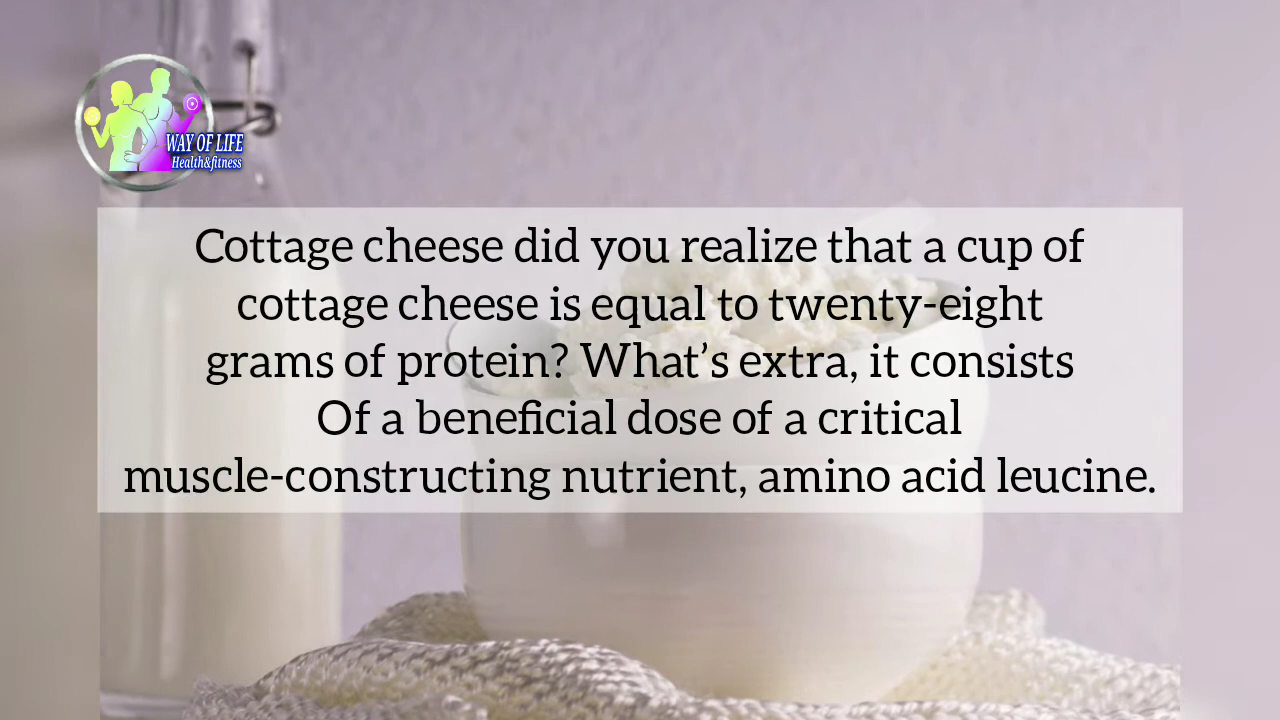 WAY OF LIFE
Health&fitness
Cottage cheese did you realize that a cup of
cottage cheese is equal to twenty-eight
grams of protein? What’s extra, it consists
Of a beneficial dose of a critical
muscle-constructing nutrient, amino acid leucine.